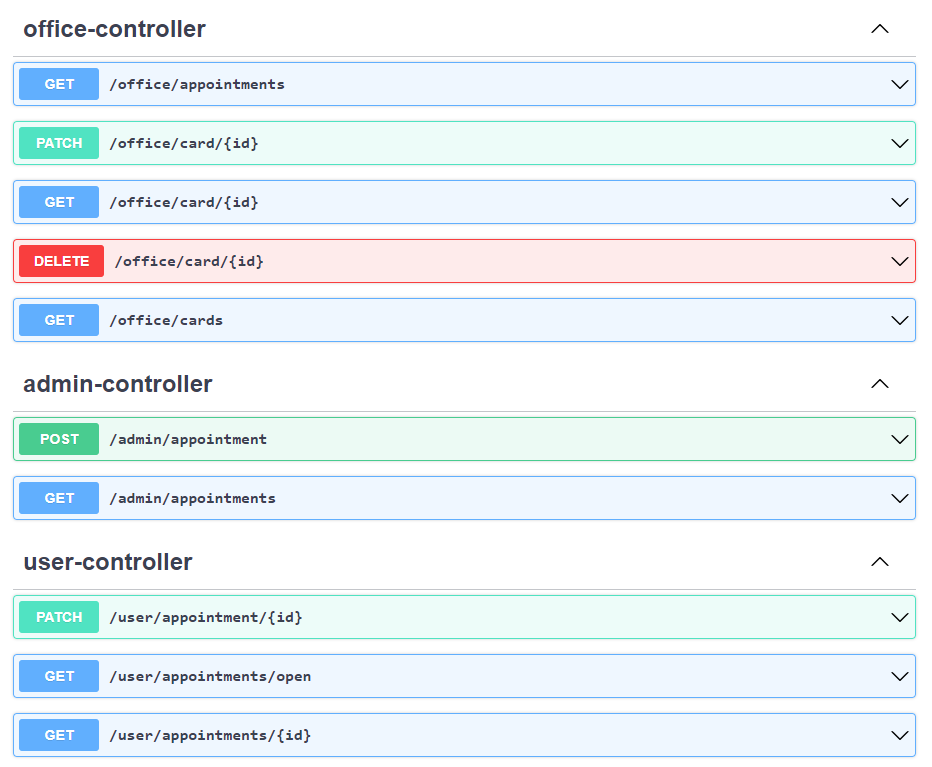 office-controller
GET /office/appointments
PATCH /office/card/{id}
GET /office/card/{id}
DELETE /office/card/{id}
GET /office/cards
admin-controller
POST /admin/appointment
GET /admin/appointments
user-controller
PATCH /user/appointment/{id}
GET /user/appointments/open
GET /user/appointments/{id}